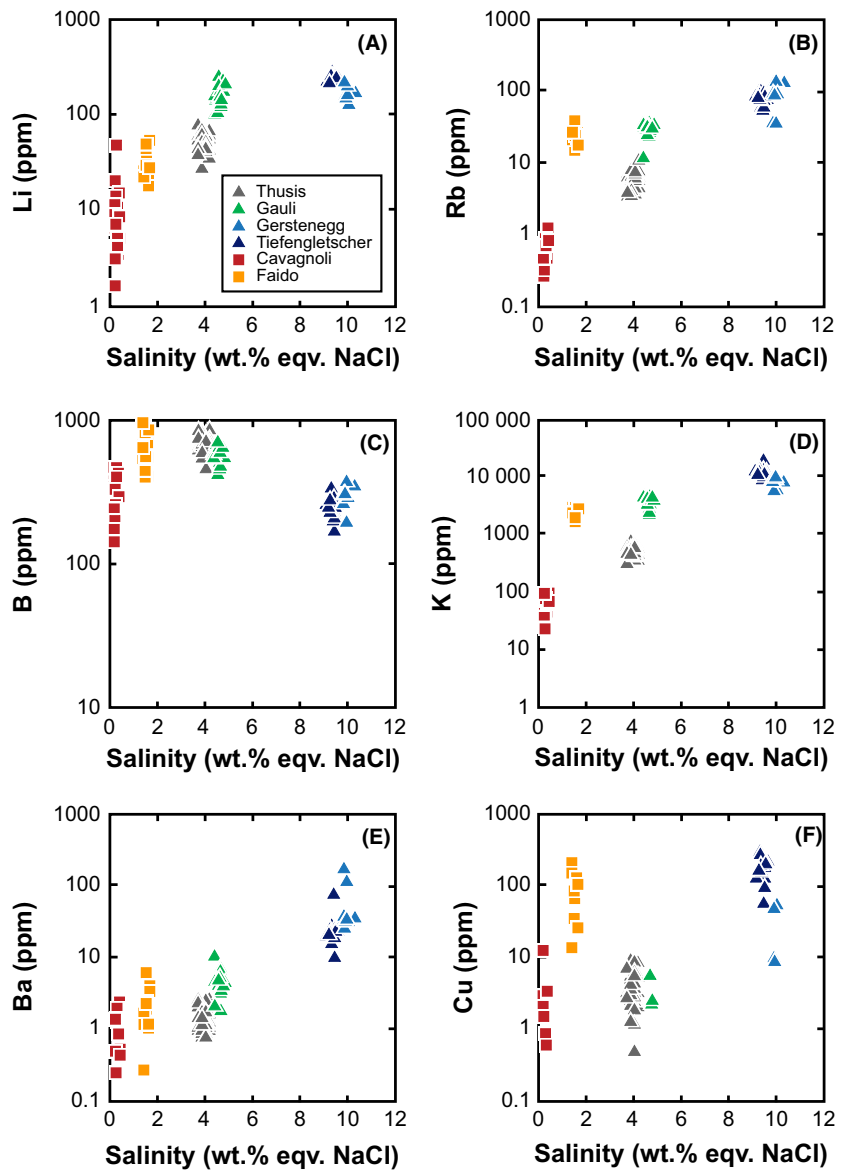 (A)
Li (ppm)
1000
100
10
1
0 2 4 6 8 10 12
Salinity (wt.% eqv. NaCl)
Thusis
Gauli
Gerstenegg
Tiefengletscher
Cavagnoli
Faido
(B)
Rb (ppm)
1000
100
10
1
0.1
0 2 4 6 8 10 12
Salinity (wt.% eqv. NaCl)
(C)
B (ppm)
1000
100
10
0 2 4 6 8 10 12
Salinity (wt.% eqv. NaCl)
(D)
K (ppm)
100 000
10 000
1000
100
10
1
0 2 4 6 8 10 12
Salinity (wt.% eqv. NaCl)
(E)
Ba (ppm)
1000
100
10
1
0.1
0 2 4 6 8 10 12
Salinity (wt.% eqv. NaCl)
(F)
Cu (ppm)
1000
100
10
1
0.1
0 2 4 6 8 10 12
Salinity (wt.% eqv. NaCl)